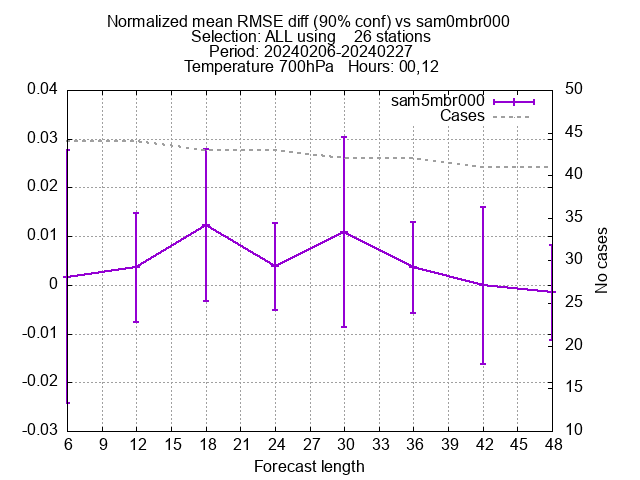 Normalized mean RMSE diff (90% conf) vs sam0mbr000
Selection: ALL using    26 stations
Period: 20240206-20240227
Temperature 700hPa   Hours: 00,12
sam5mbr000
Cases
0.04
0.03
0.02
0.01
0
-0.01
-0.02
-0.03
50
45
40
35
30
25
20
15
10
No cases
6 9 12 15 18 21 24 27 30 33 36 39 42 45 48
Forecast length